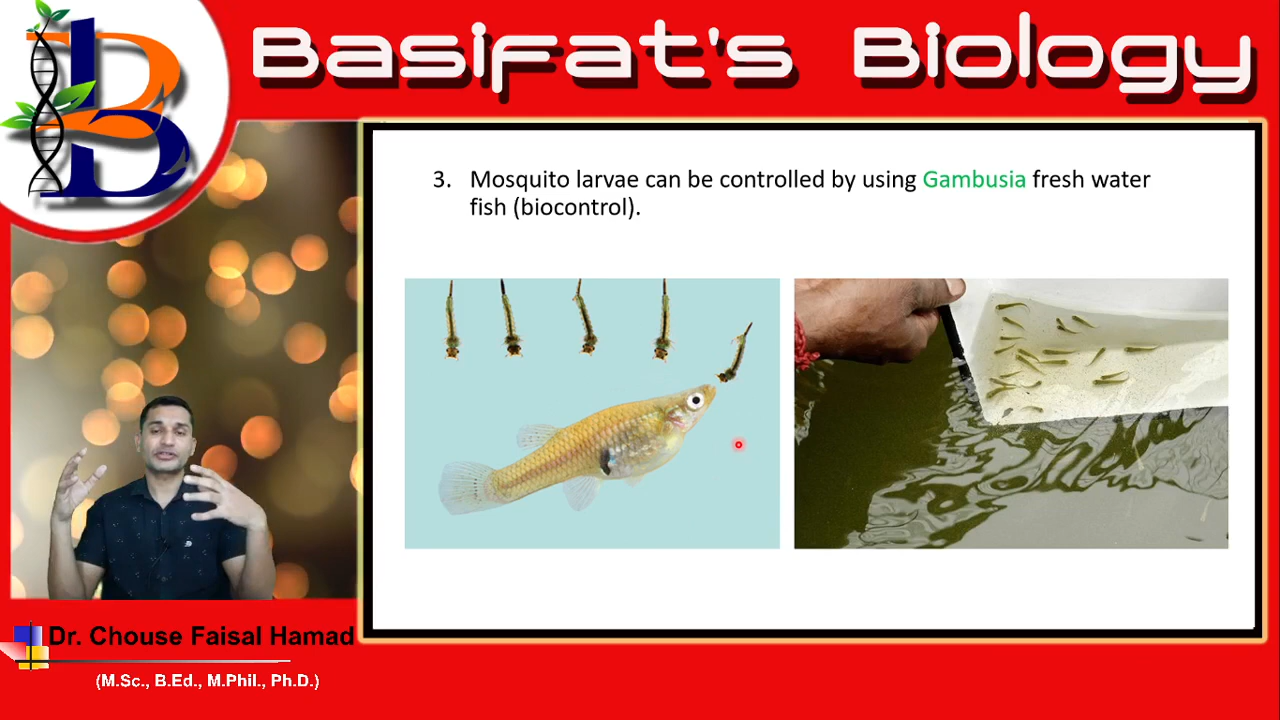 Basifat's Biology
B
3. Mosquito larvae can be controlled by using Gambusia fresh water
fish (biocontrol).
Dr. Chouse Faisal Hamad
(M.Sc., B.Ed., M.Phil., Ph.D.)